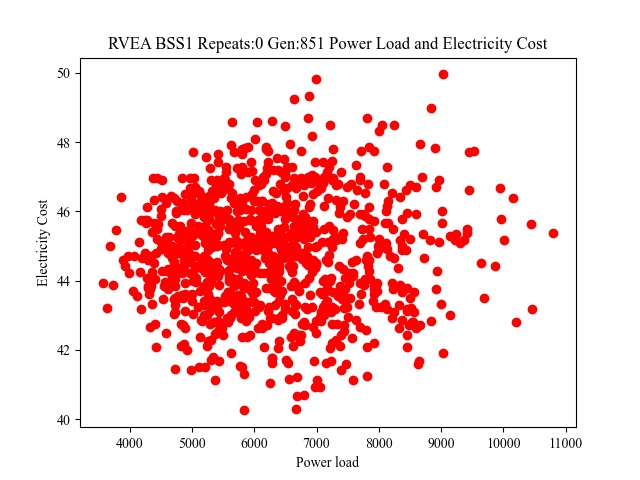 RVEA BSS1 Repeats:0 Gen:851 Power Load and Electricity Cost
50
48
46
44
42
40
Electricity Cost
4000 5000 6000 7000 8000 9000 10000 11000
Power load